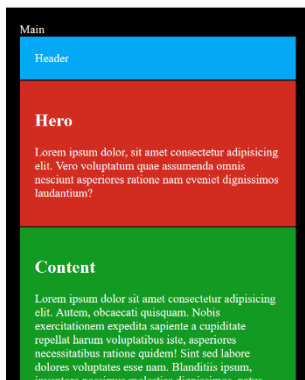 Main
Header
Hero
Lorem ipsum dolor, sit amet consectetur adipisicing
elit. Vero voluptatum quae assumenda omnis
nesciunt asperiores ratione nam eveniet dignissimos
laudantium?
Content
Lorem ipsum dolor sit amet consectetur adipisicing
elit. Autem, obcaecati quisquam. Nobis
exercitationem expedita sapiente a cupiditate
repellat harum voluptatibus iste, asperiores
necessitatibus ratione quidem! Sint sed labore
dolores voluptates esse nam. Blanditiis ipsum,